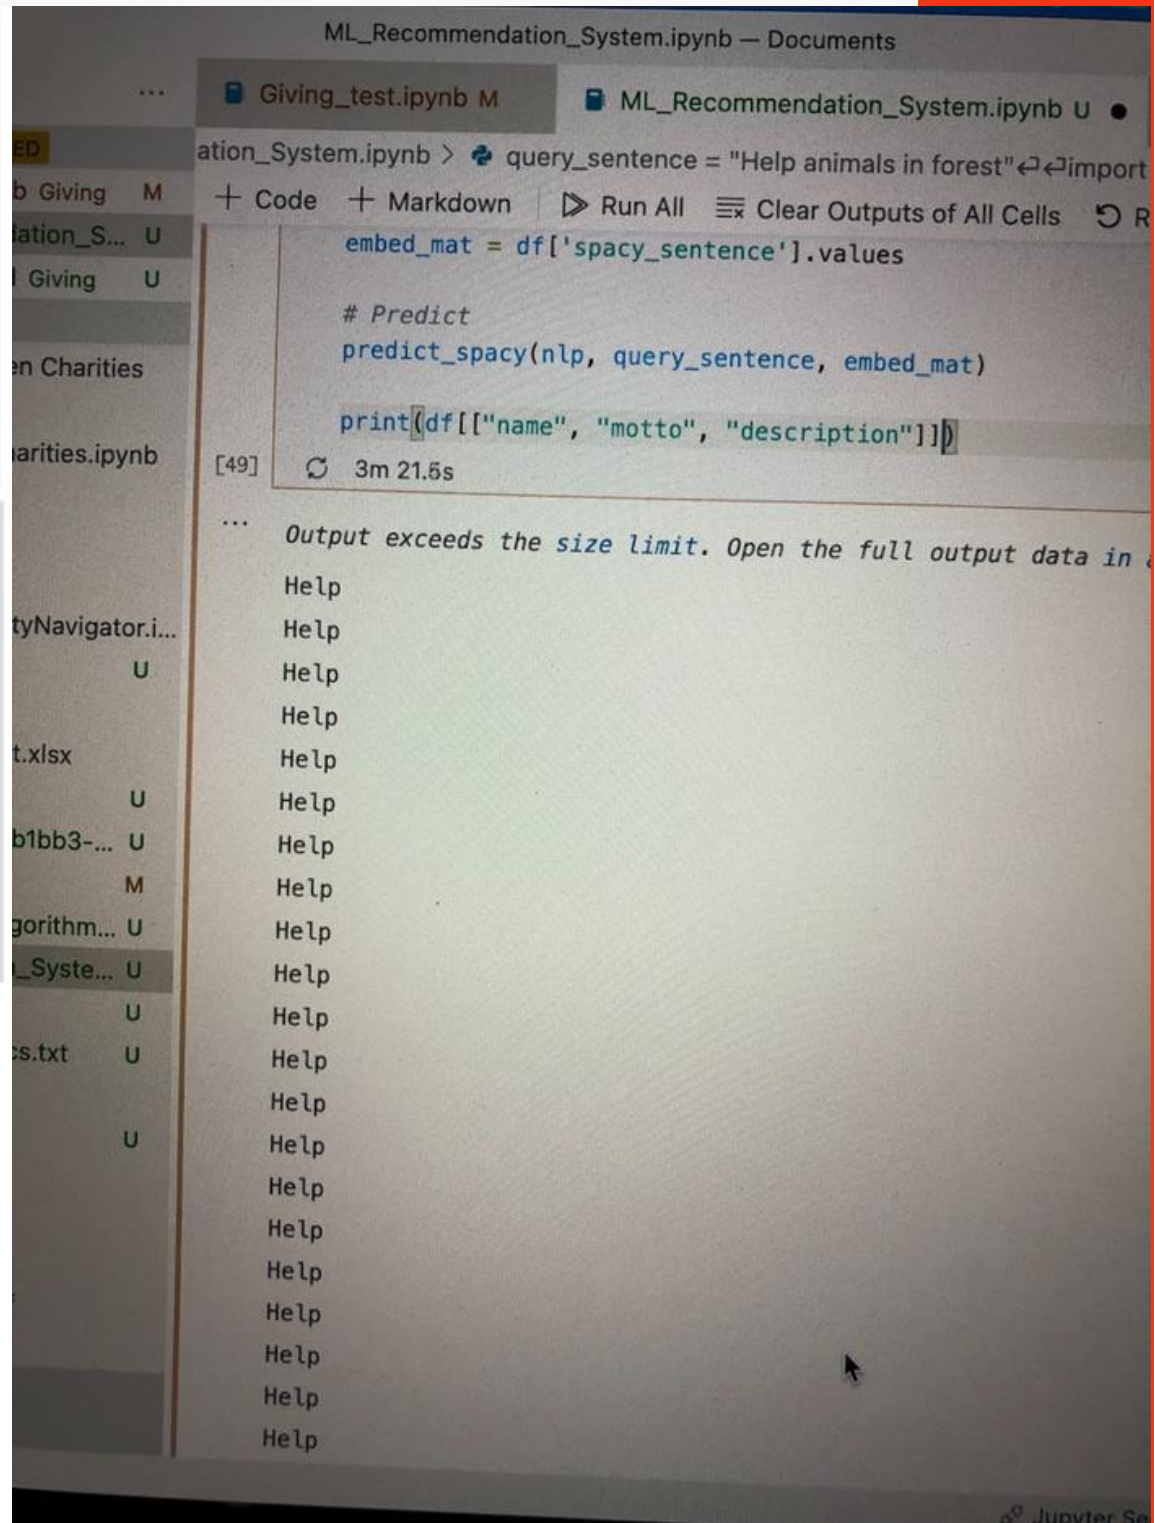 ML_Recommendation_System.ipynb — Documents
... Giving_test.ipynb M ML_Recommendation_System.ipynb U ●
ED
ation_System.ipynb > query_sentence = "Help animals in forest"↵↵import
b Giving M
+ Code + Markdown Run All Clear Outputs of All Cells R
lation_S... U
embed_mat = df['spacy_sentence'].values
l Giving U
# Predict
en Charities
predict_spacy(nlp, query_sentence, embed_mat)
print(df[["name", "motto", "description"]])
arities.ipynb
[49] 3m 21.5s
...
Output exceeds the size limit. Open the full output data in
Help
tyNavigator.i...
Help
U
Help
Help
t.xlsx
Help
U
Help
b1bb3-... U
Help
M
Help
gorithm... U
Help
_Syste... U
Help
U
Help
cs.txt U
Help
Help
U
Help
Help
Help
Help
Help
Help
Help
Help
Jupyter Se